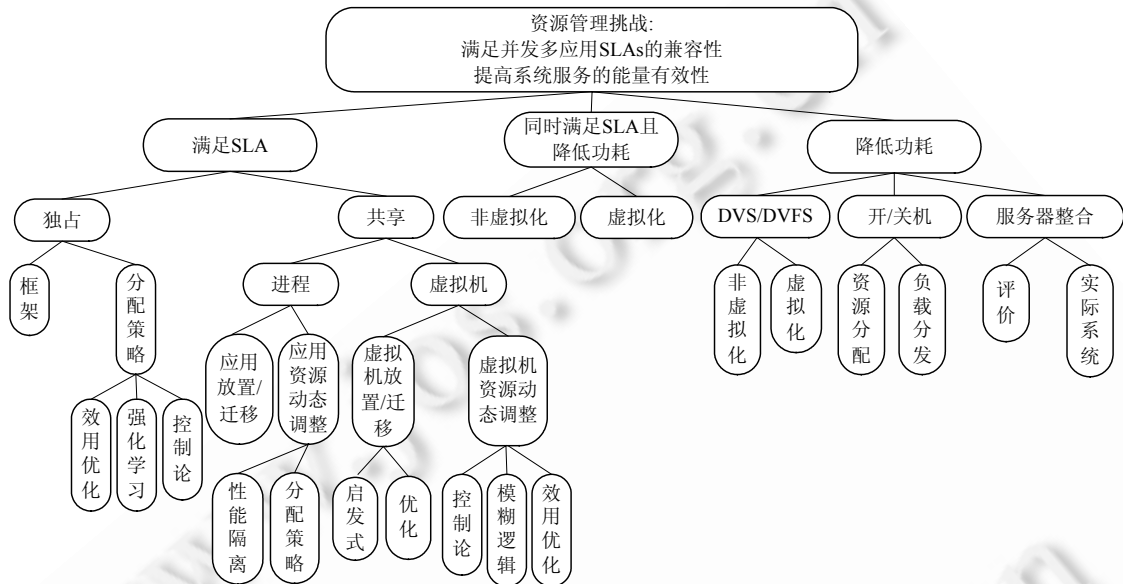 资源管理挑战:
满足并发多应用SLAs的兼容性
提高系统服务的能量有效性
满足SLA
同时满足SLA且
降低功耗
降低功耗
独占
共享
非虚拟化
虚拟化
DVS/DVFS
开/关机
服务器整合
框架
分配策略
进程
虚拟机
非虚拟化
虚拟化
资源分配
负载分发
评价
实际系统
应用
放置/
迁移
应用
资源
动态
调整
虚拟
机放
置/迁
移
虚拟机
资源动
态调整
效用优化
强化学习
控制论
性能隔离
分配策略
启发式
优化
控制论
模糊逻辑
效用优化